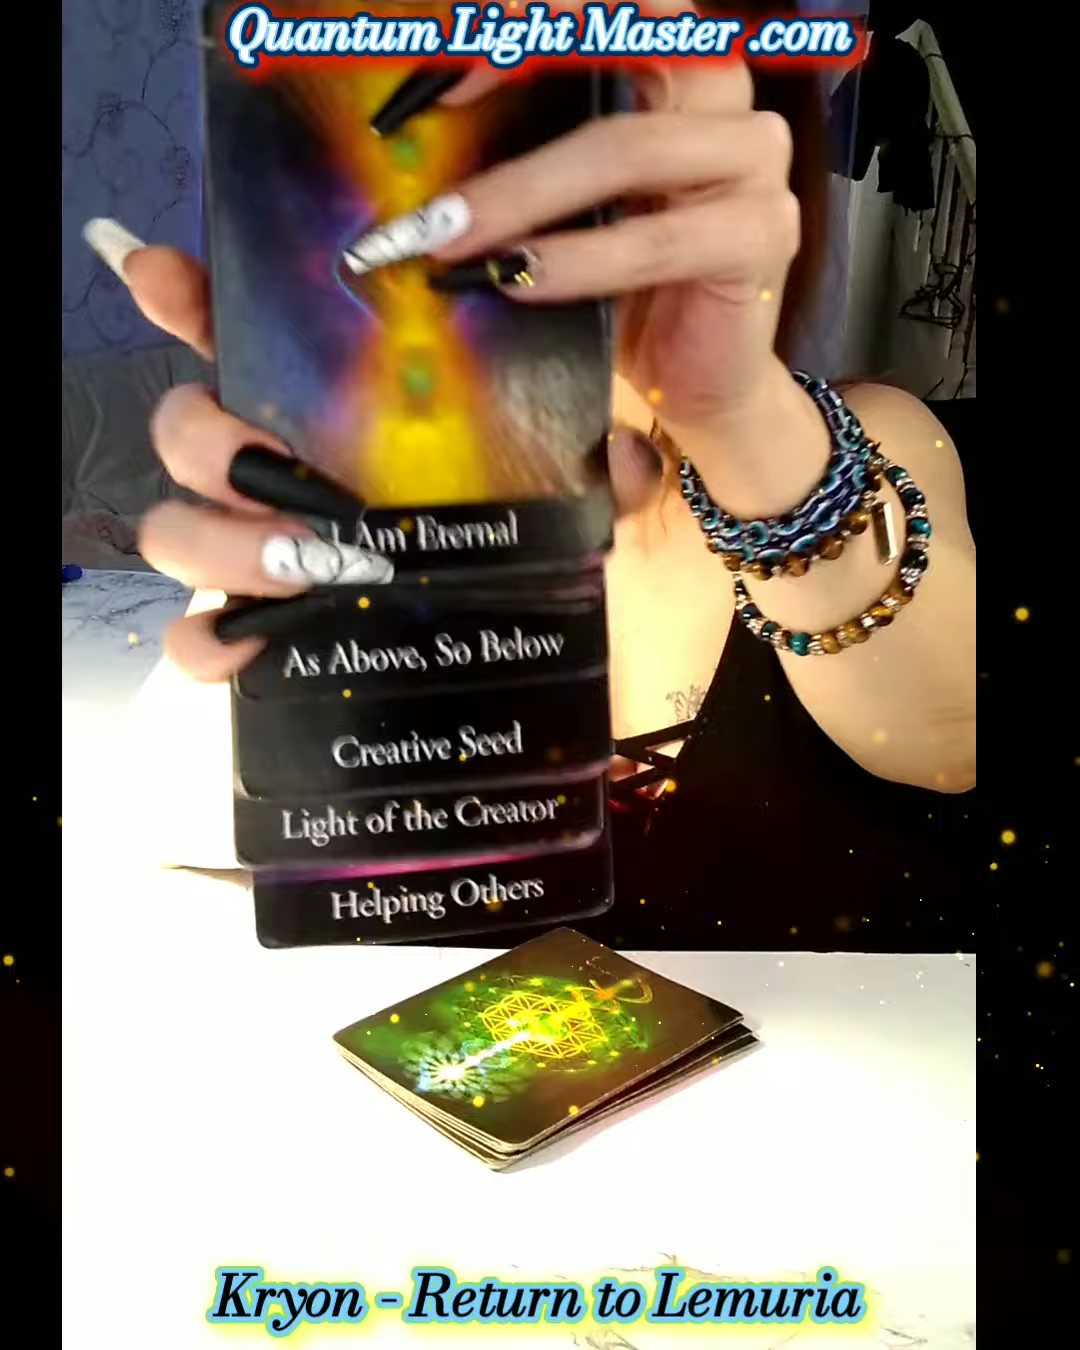 Quantum Light Master .com
I Am Eternal
As Above, So Below
Creative Seed
Light of the Creator
Helping Others
Kryon - Return to Lemuria